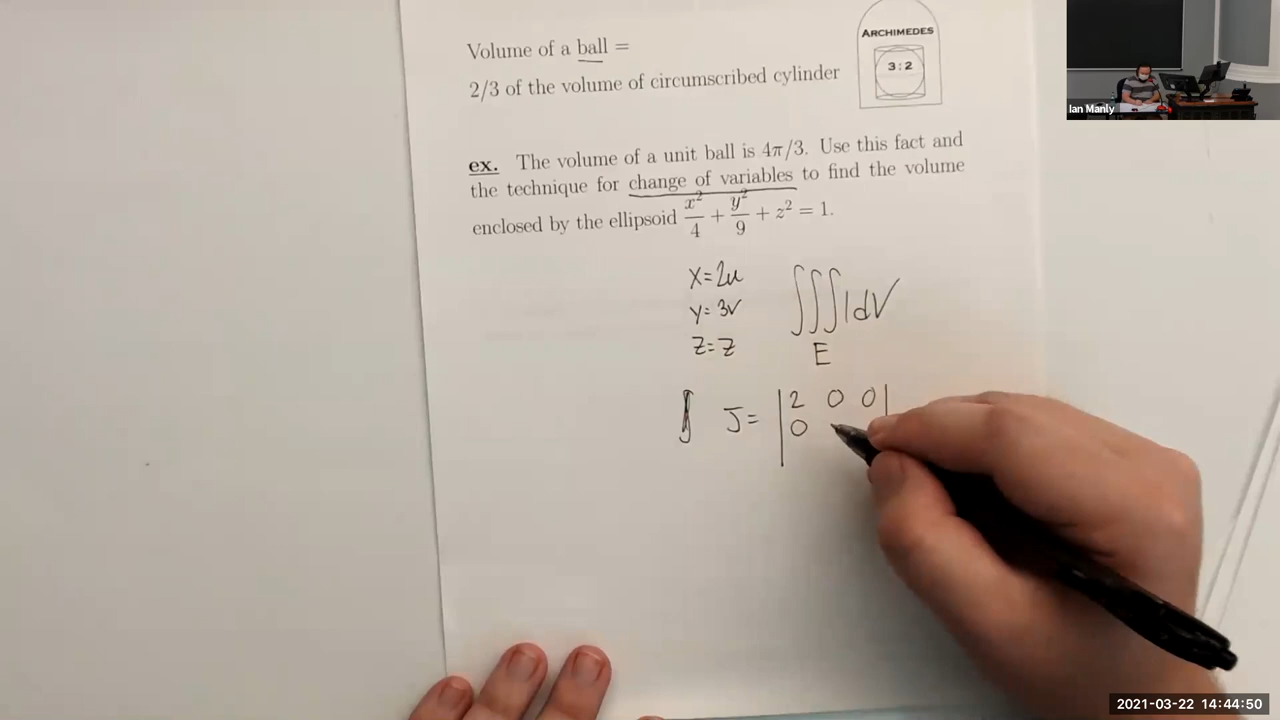 Volume of a ball =
2/3 of the volume of circumscribed cylinder
ARCHIMEDES
3:2
ex. The volume of a unit ball is 4π/3. Use this fact and
the technique for change of variables to find the volume
enclosed by the ellipsoid x²/4 + y²/9 + z² = 1.
x=2u
y=3v
z=z
∭ 1dV
E
J= | 2 0 0 |
0
Ian Manly
2021-03-22 14:44:50